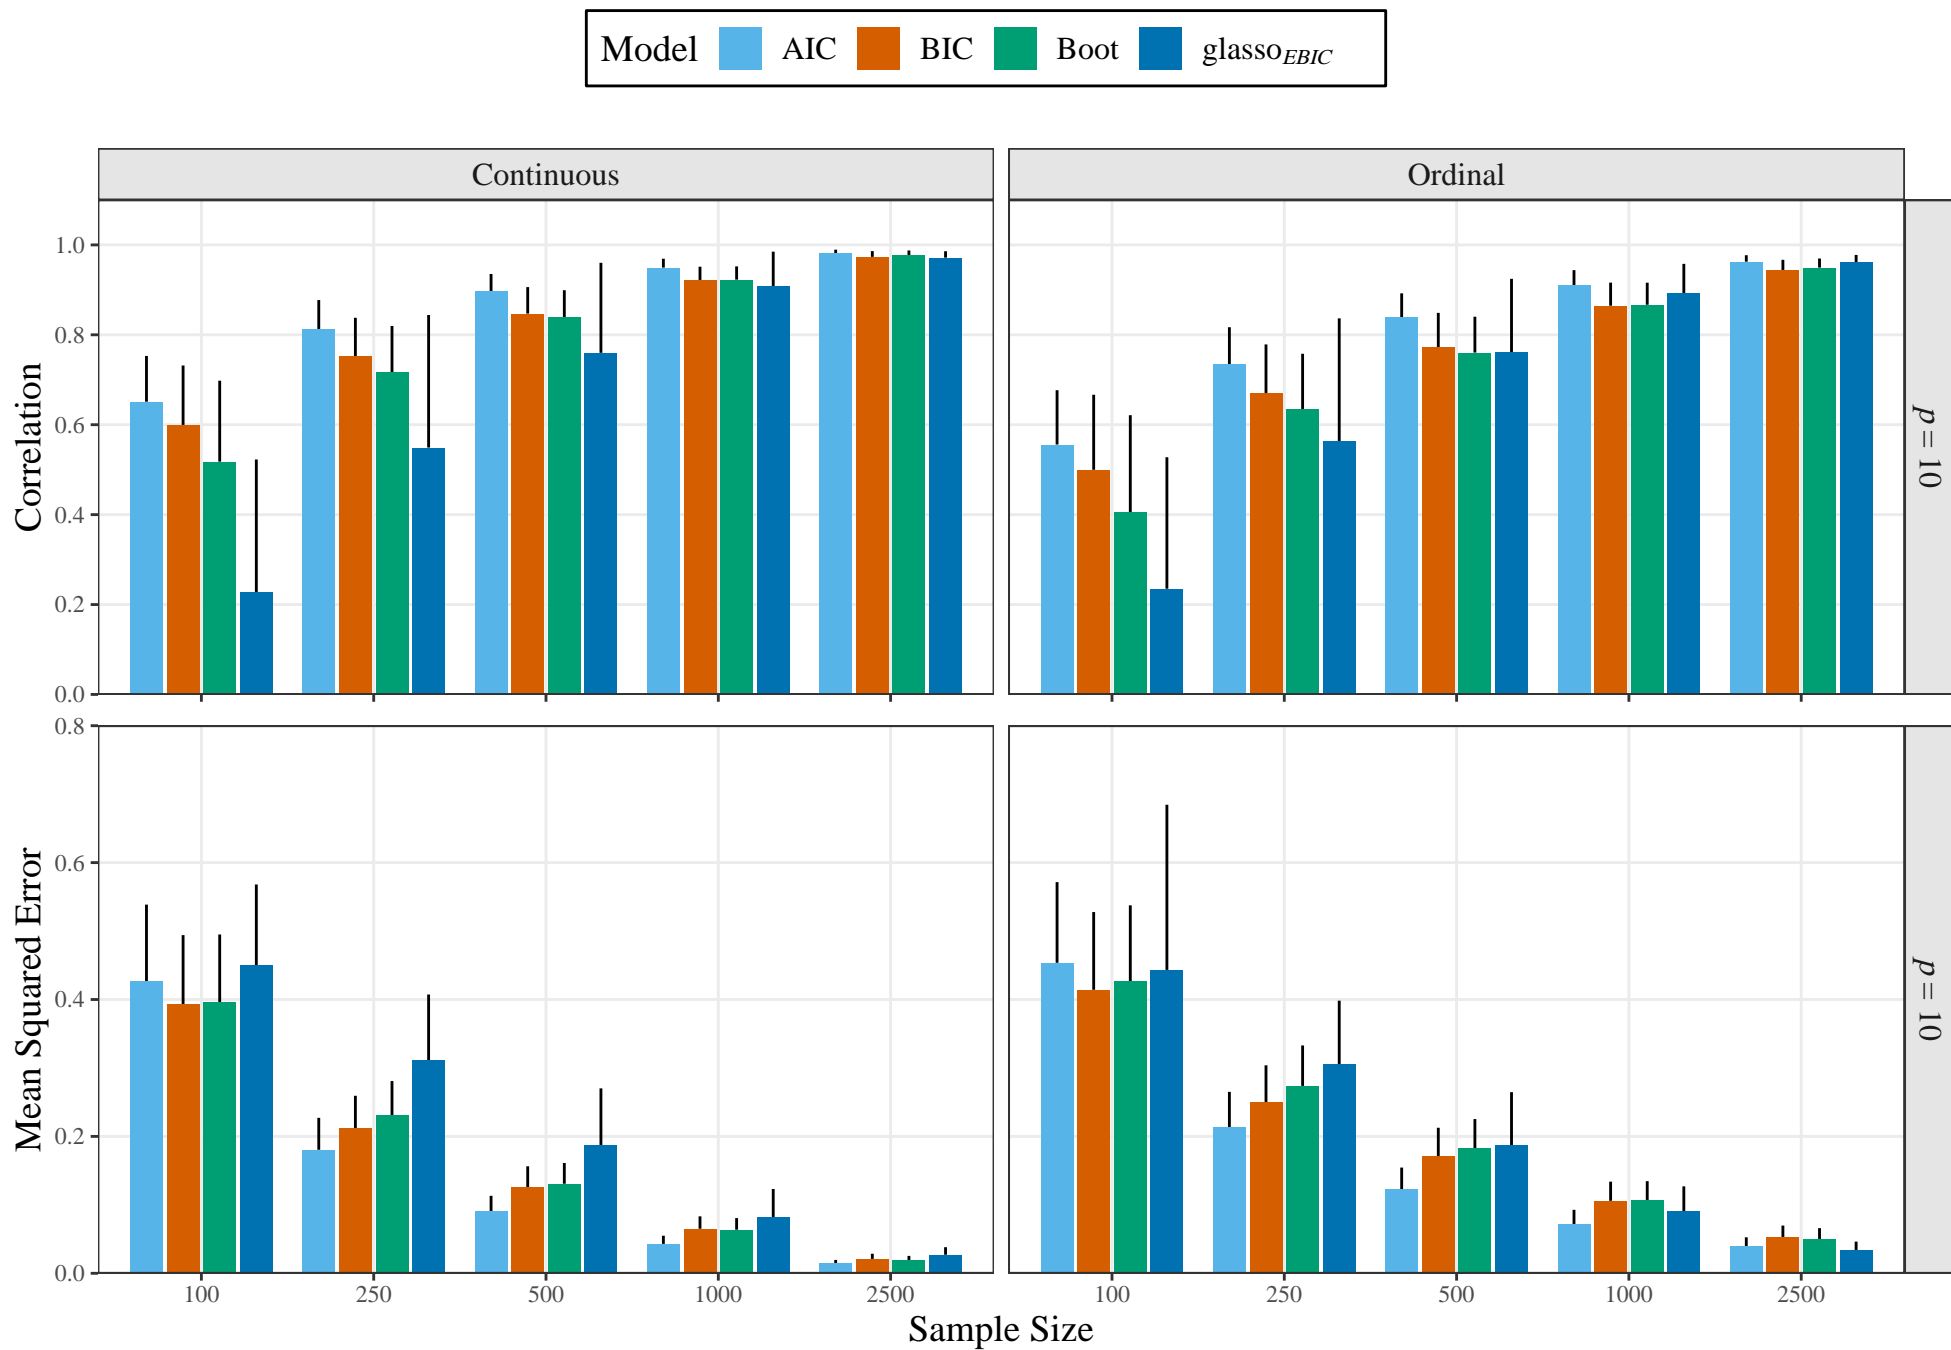 Model AIC BIC Boot glasso_EBIC
Continuous Ordinal
Correlation
1.0
0.8
0.6
0.4
0.2
0.0
p = 10
Mean Squared Error
0.8
0.6
0.4
0.2
0.0
p = 10
100 250 500 1000 2500 100 250 500 1000 2500
Sample Size